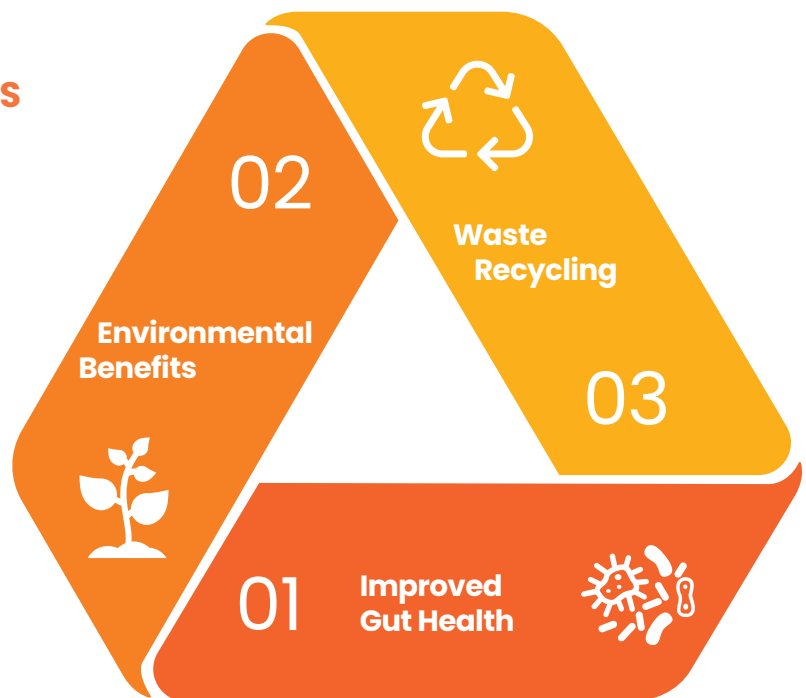 s
02
Environmental
Benefits
Waste
Recycling
03
01
Improved
Gut Health